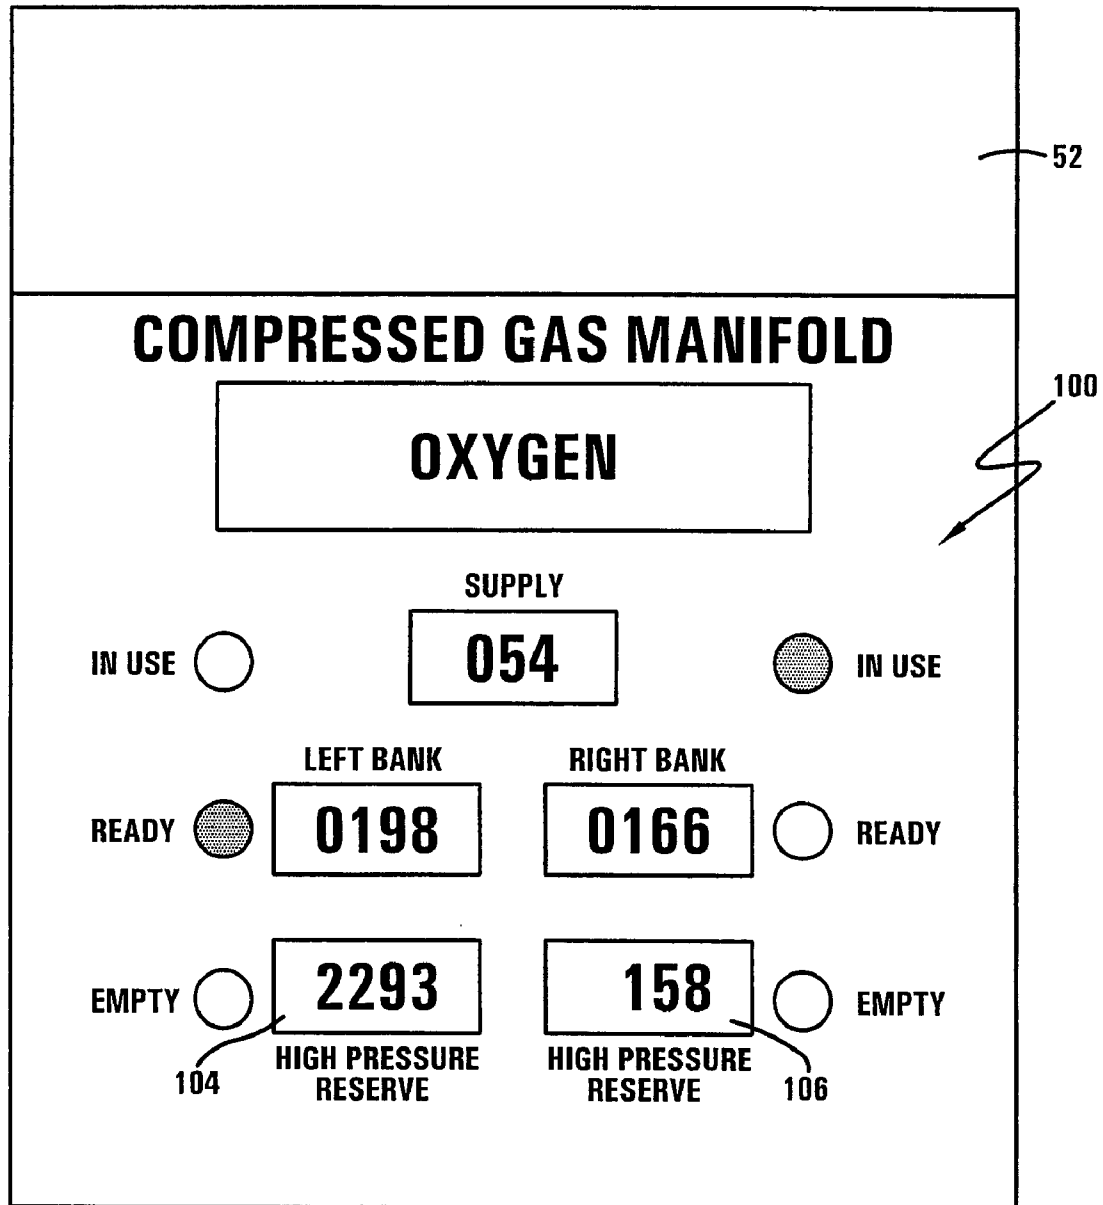 52
COMPRESSED GAS MANIFOLD
100
OXYGEN
SUPPLY
IN USE
054
IN USE
LEFT BANK
RIGHT BANK
READY
0198
0166
READY
EMPTY
2293
158
EMPTY
104
HIGH PRESSURE
RESERVE
HIGH PRESSURE
RESERVE
106